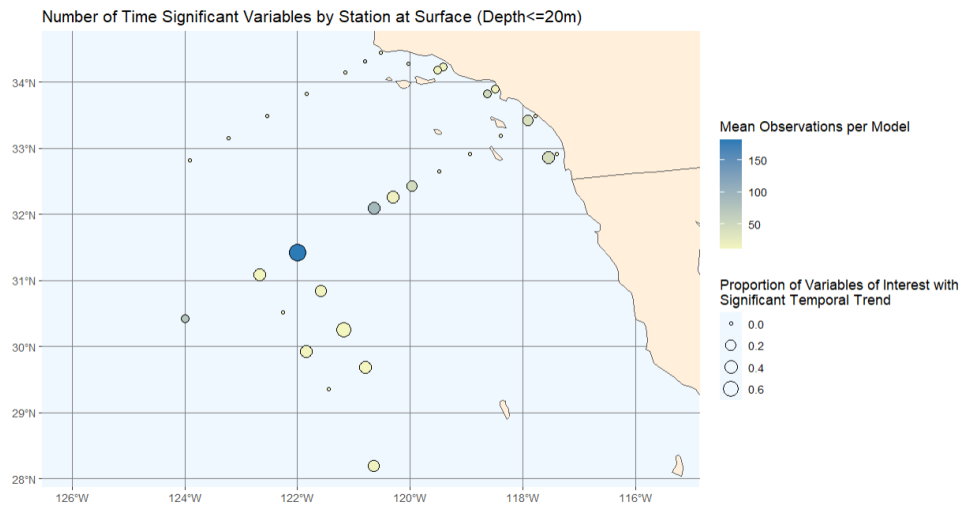 Number of Time Significant Variables by Station at Surface (Depth<=20m)
34°N
33°N
32°N
31°N
30°N
29°N
28°N
126°W
124°W
122°W
120°W
118°W
116°W
Mean Observations per Model
150
100
50
Proportion of Variables of Interest with
Significant Temporal Trend
0.0
0.2
0.4
0.6